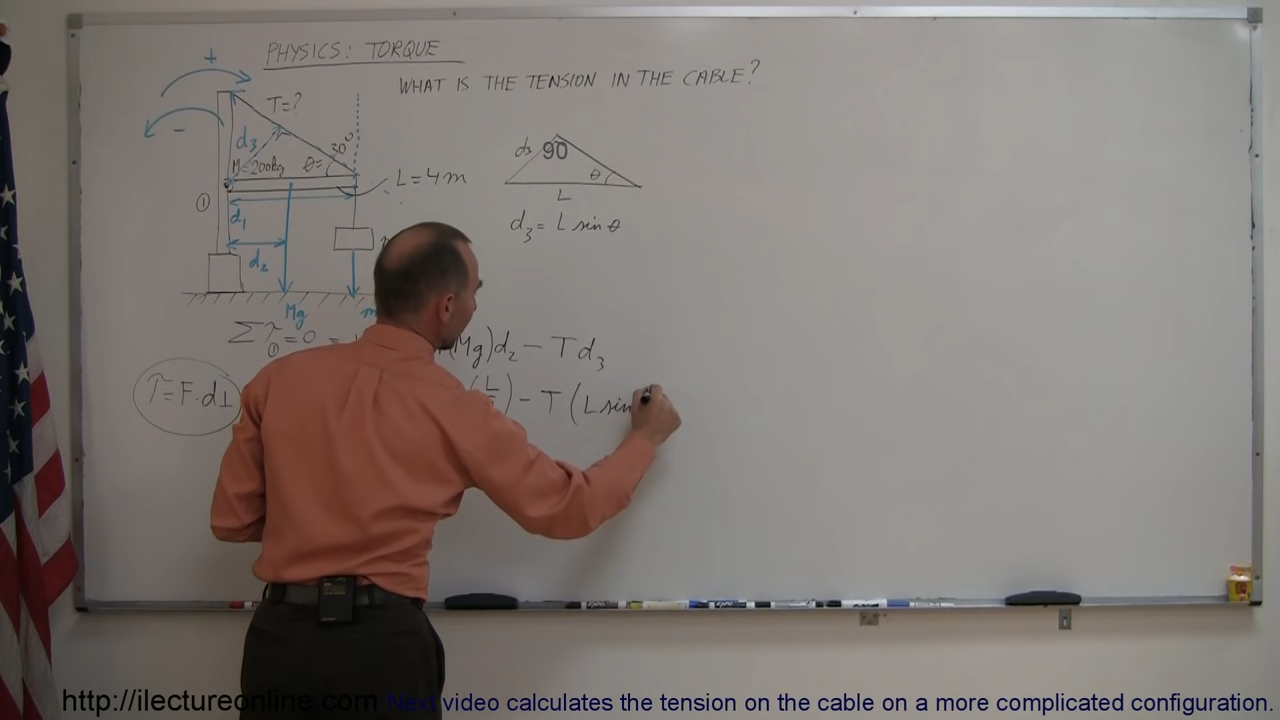 PHYSICS: TORQUE
WHAT IS THE TENSION IN THE CABLE?
+
T=?
-
d₃
30°
M=200kg θ=
L=4m
①
d₁
d₂
Mg
d₃ 90 θ
L
d₃ = L sin θ
Σ τ① = 0 = (Mg)d₂ - T d₃
τ = F·d⊥
(L ) - T (L sin
http://ilectureonline.com Next video calculates the tension on the cable on a more complicated configuration.